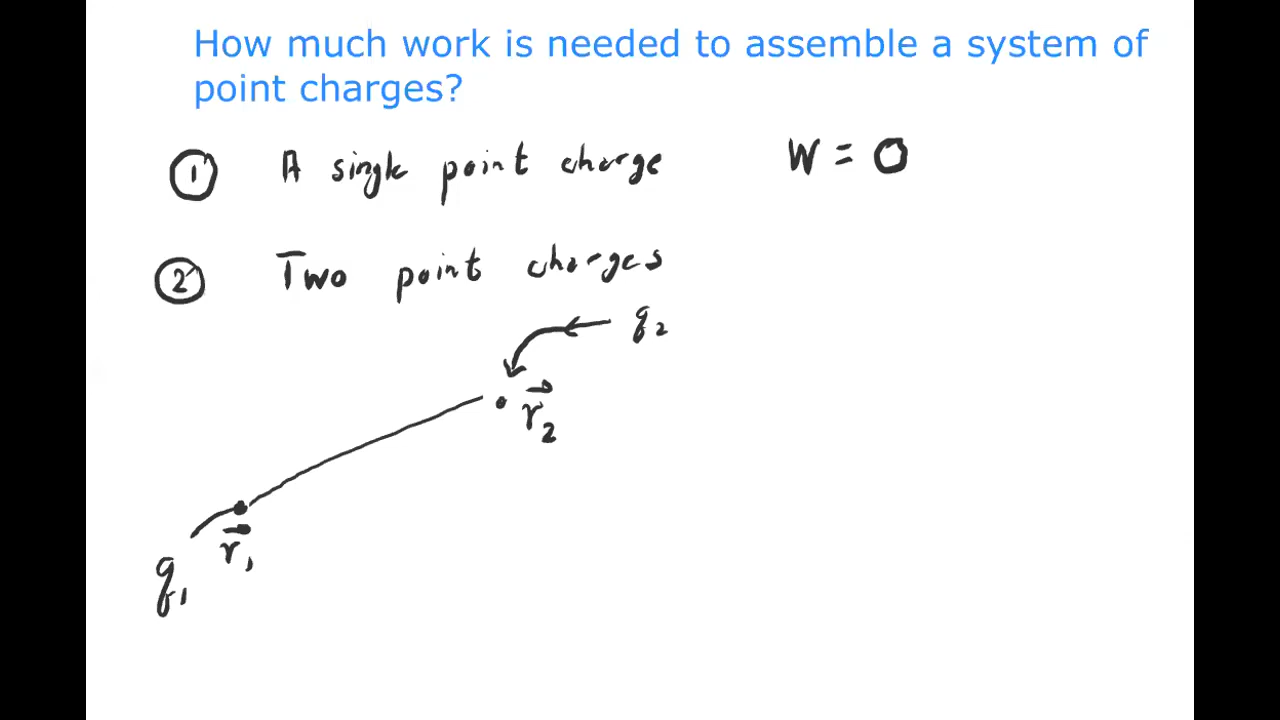 How much work is needed to assemble a system of
point charges?
① A single point charge W = 0
② Two point charges
q₂
r⃗₂
r⃗₁
q₁